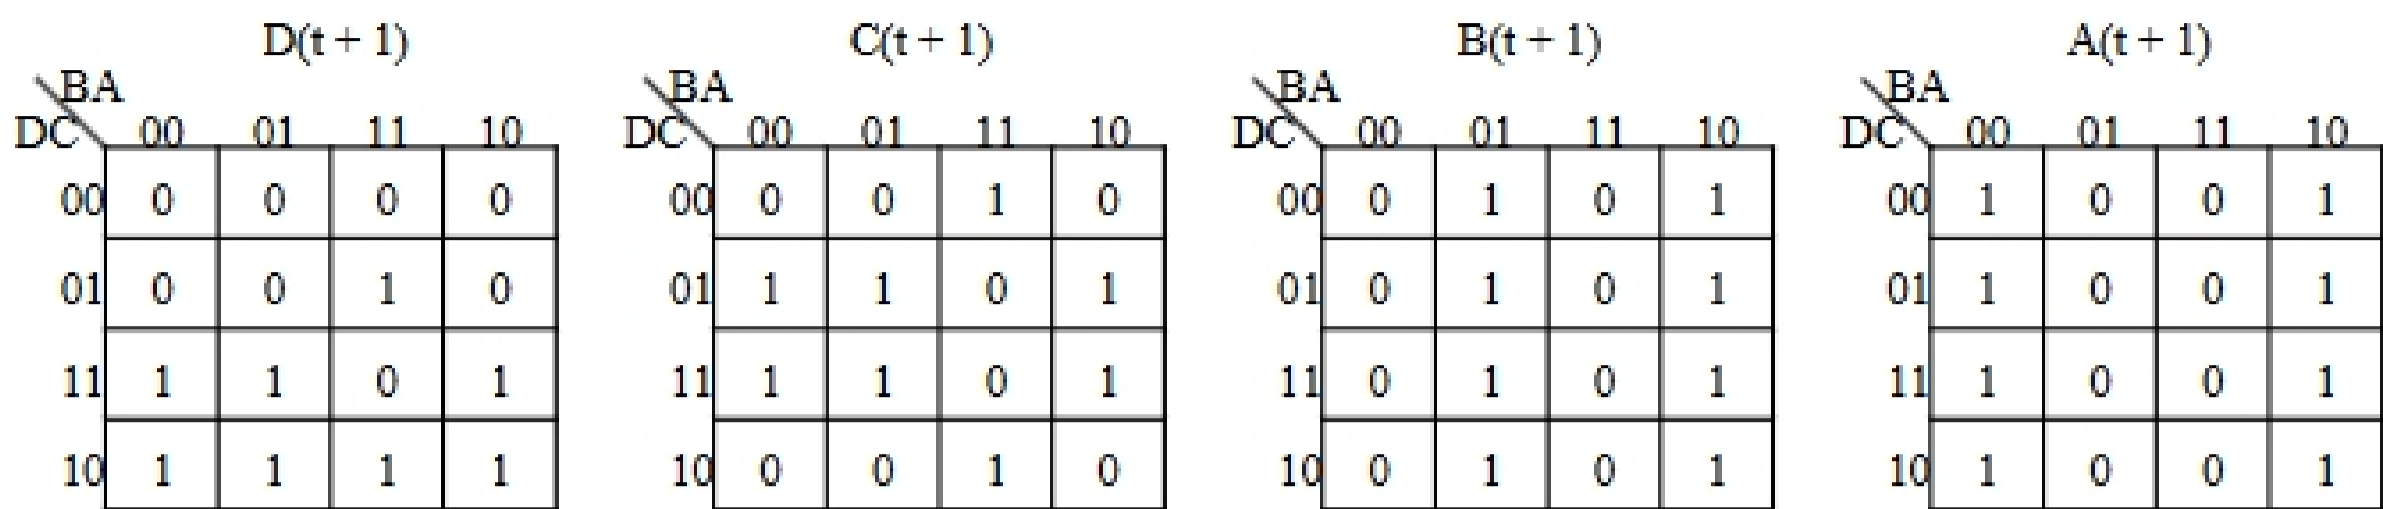 D(t + 1) C(t + 1) B(t + 1) A(t + 1)
BA BA BA BA
DC 00 01 11 10 DC 00 01 11 10 DC 00 01 11 10 DC 00 01 11 10
00 0 0 0 0 00 0 0 1 0 00 0 1 0 1 00 1 0 0 1
01 0 0 1 0 01 1 1 0 1 01 0 1 0 1 01 1 0 0 1
11 1 1 0 1 11 1 1 0 1 11 0 1 0 1 11 1 0 0 1
10 1 1 1 1 10 0 0 1 0 10 0 1 0 1 10 1 0 0 1